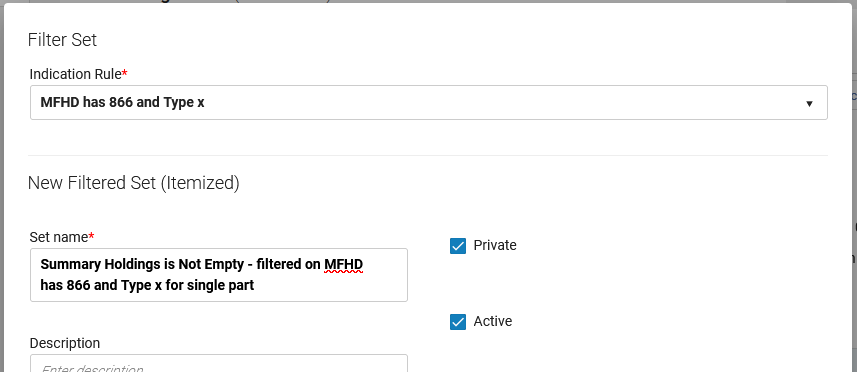 Filter Set
Indication Rule*
MFHD has 866 and Type x
New Filtered Set (Itemized)
Set name*
Private
Summary Holdings is Not Empty - filtered on MFHD
has 866 and Type x for single part
Active
Description
Enter description